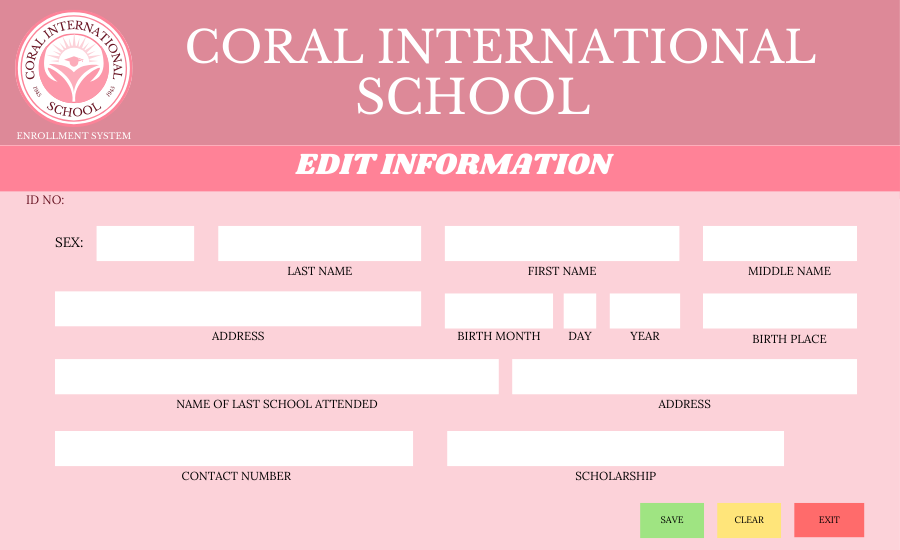 CORAL INTERNATIONAL
SCHOOL
1945
1945
ENROLLMENT SYSTEM
CORAL INTERNATIONAL
SCHOOL
EDIT INFORMATION
ID NO:
SEX:
LAST NAME
FIRST NAME
MIDDLE NAME
ADDRESS
BIRTH MONTH
DAY
YEAR
BIRTH PLACE
NAME OF LAST SCHOOL ATTENDED
ADDRESS
CONTACT NUMBER
SCHOLARSHIP
SAVE
CLEAR
EXIT